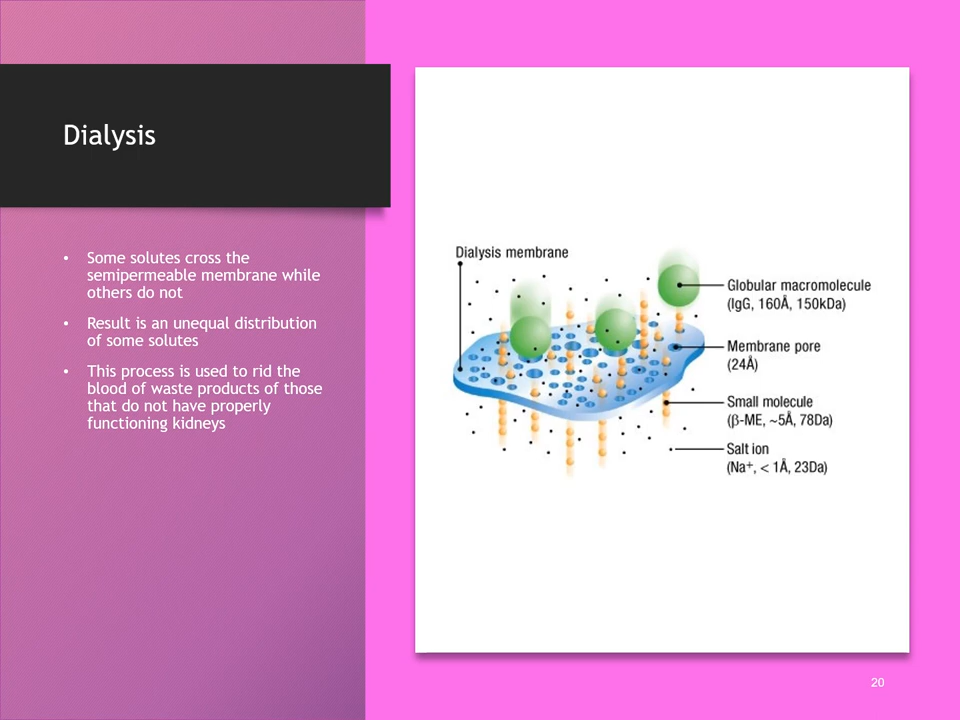 Dialysis
• Some solutes cross the
semipermeable membrane while
others do not
• Result is an unequal distribution
of some solutes
• This process is used to rid the
blood of waste products of those
that do not have properly
functioning kidneys
Dialysis membrane
Globular macromolecule
(IgG, 160Å, 150kDa)
Membrane pore
(24Å)
Small molecule
(β-ME, ~5Å, 78Da)
Salt ion
(Na+, < 1Å, 23Da)
20